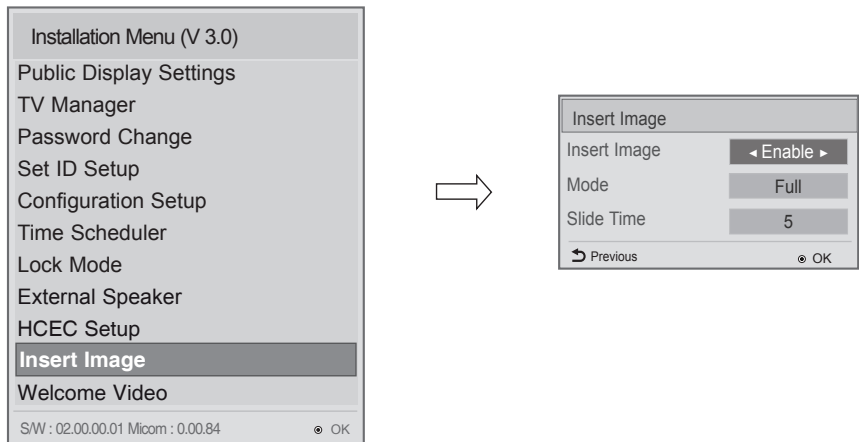 Installation Menu (V 3.0)
Public Display Settings
TV Manager
Password Change
Set ID Setup
Configuration Setup
Time Scheduler
Lock Mode
External Speaker
HCEC Setup
Insert Image
Welcome Video
S/W : 02.00.00.01 Micom : 0.00.84 ◉ OK
Insert Image
Insert Image ◂ Enable ▸
Mode Full
Slide Time 5
⮌ Previous ◉ OK